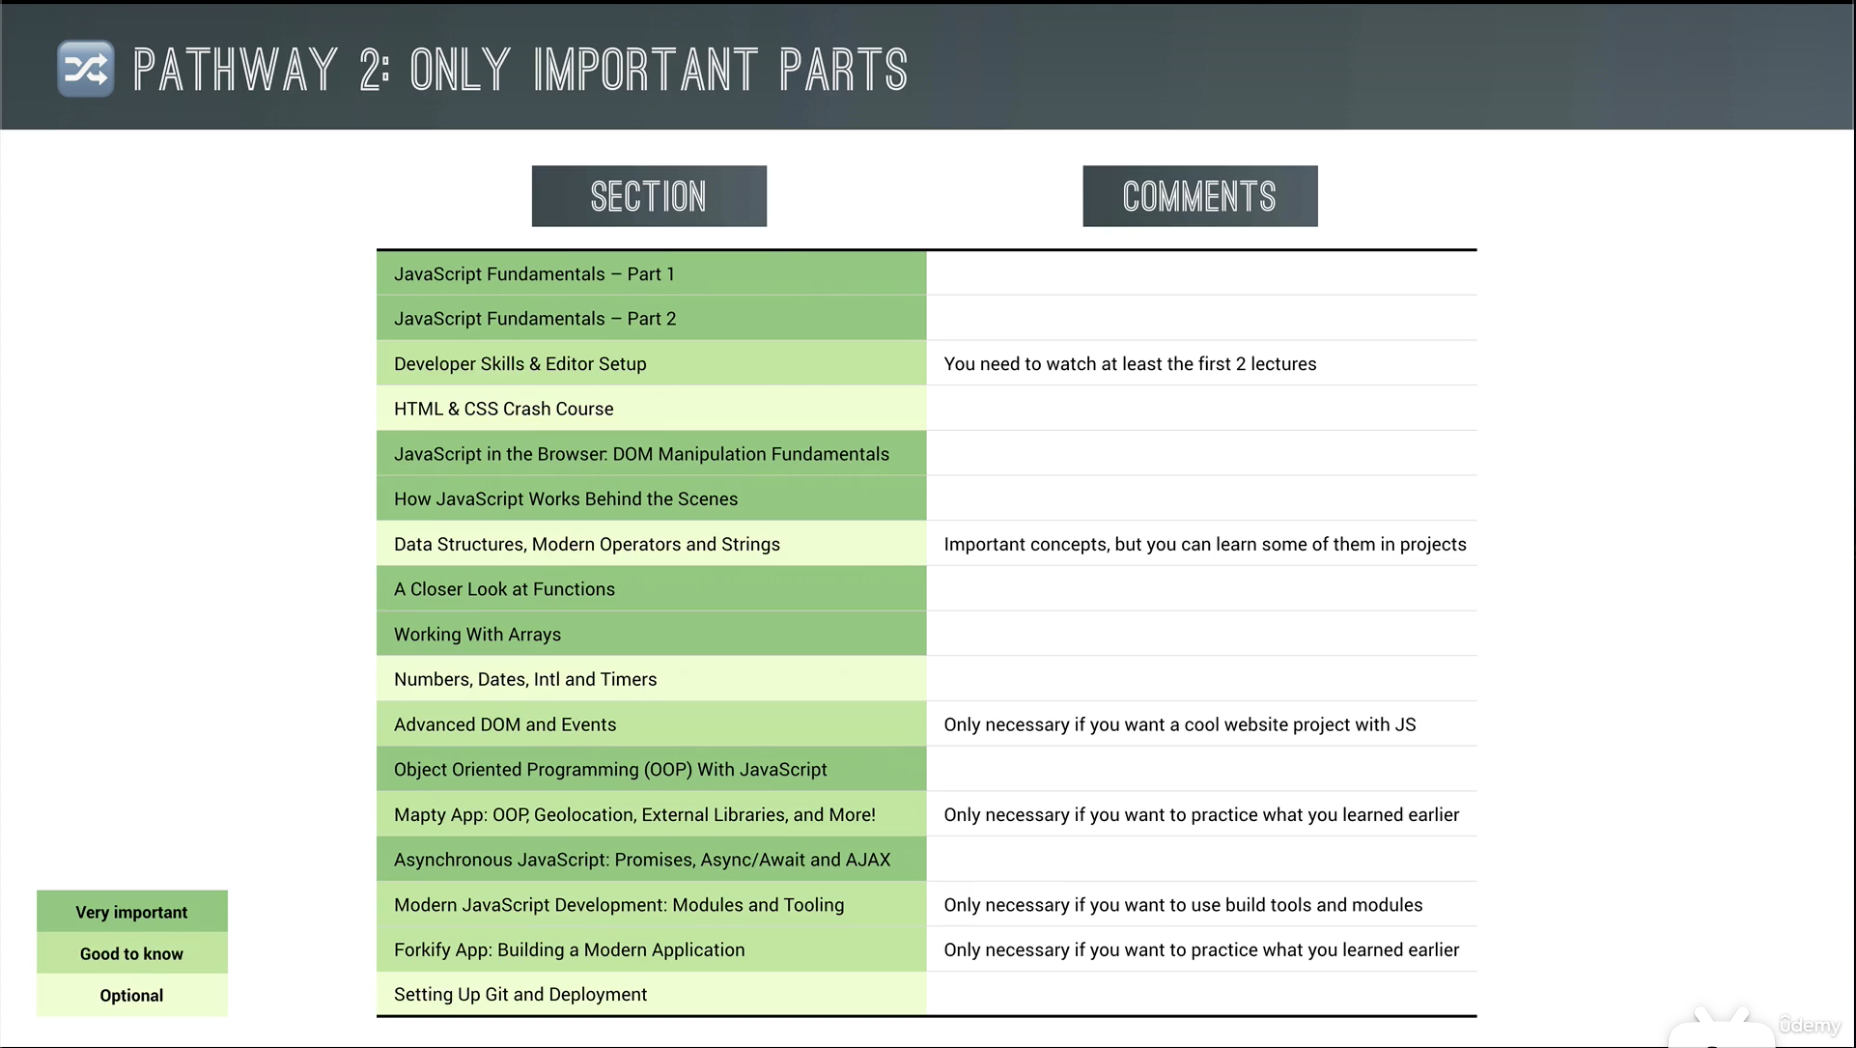 PATHWAY 2: ONLY IMPORTANT PARTS
SECTION COMMENTS
JavaScript Fundamentals – Part 1
JavaScript Fundamentals – Part 2
Developer Skills & Editor Setup You need to watch at least the first 2 lectures
HTML & CSS Crash Course
JavaScript in the Browser: DOM Manipulation Fundamentals
How JavaScript Works Behind the Scenes
Data Structures, Modern Operators and Strings Important concepts, but you can learn some of them in projects
A Closer Look at Functions
Working With Arrays
Numbers, Dates, Intl and Timers
Advanced DOM and Events Only necessary if you want a cool website project with JS
Object Oriented Programming (OOP) With JavaScript
Mapty App: OOP, Geolocation, External Libraries, and More! Only necessary if you want to practice what you learned earlier
Asynchronous JavaScript: Promises, Async/Await and AJAX
Modern JavaScript Development: Modules and Tooling Only necessary if you want to use build tools and modules
Forkify App: Building a Modern Application Only necessary if you want to practice what you learned earlier
Setting Up Git and Deployment
Very important
Good to know
Optional
ûdemy